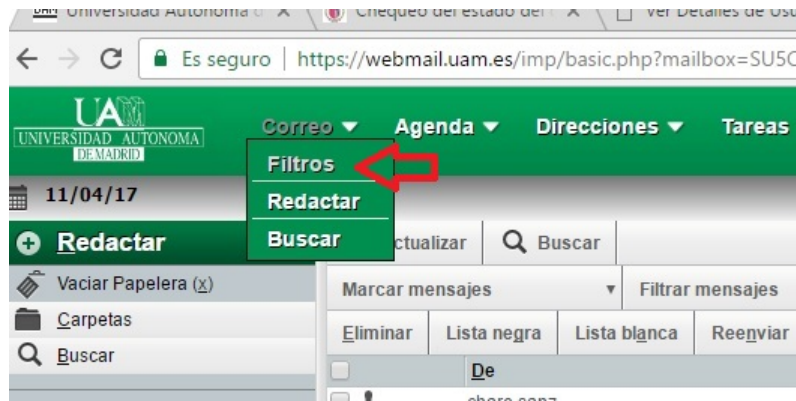 Universidad Autónoma d
Chequeo del estado del
Ver Detalles de Usu
Es seguro | https://webmail.uam.es/imp/basic.php?mailbox=SU5
UAM
UNIVERSIDAD AUTONOMA
DE MADRID
Correo Agenda Direcciones Tareas
Filtros
Redactar
Buscar
11/04/17
Redactar
ctualizar Buscar
Vaciar Papelera (x)
Marcar mensajes Filtrar mensajes
Carpetas
Eliminar Lista negra Lista blanca Reenviar
Buscar
De